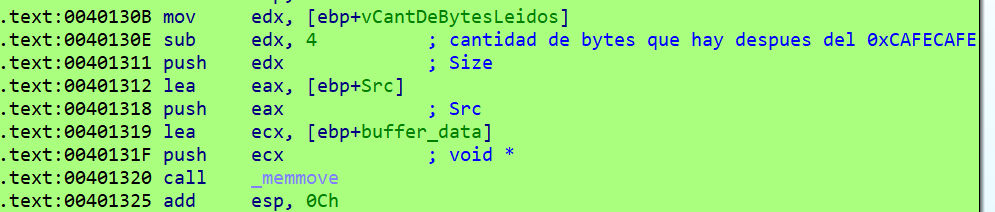 .text:0040130B mov edx, [ebp+vCantDeBytesLeidos]
.text:0040130E sub edx, 4 ; cantidad de bytes que hay despues del 0xCAFECAFE
.text:00401311 push edx ; Size
.text:00401312 lea eax, [ebp+Src]
.text:00401318 push eax ; Src
.text:00401319 lea ecx, [ebp+buffer_data]
.text:0040131F push ecx ; void *
.text:00401320 call _memmove
.text:00401325 add esp, 0Ch